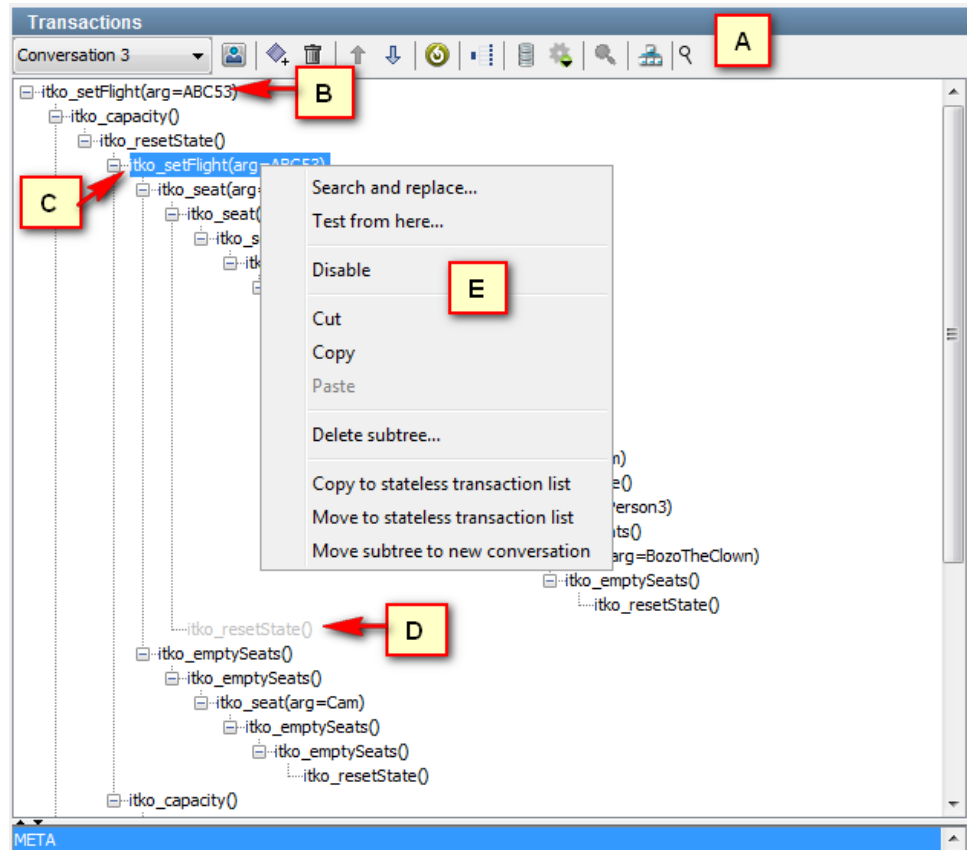 Transactions
Conversation 3
A
itko_setFlight(arg=ABC53)
B
itko_capacity()
itko_resetState()
itko_setFlight(arg=ABC53)
C
itko_seat(arg=
itko_seat(
itko_s
itk
Search and replace...
Test from here...
Disable
E
Cut
Copy
Paste
Delete subtree...
Copy to stateless transaction list
Move to stateless transaction list
Move subtree to new conversation
n)
e()
Person3)
ts()
arg=BozoTheClown)
itko_emptySeats()
itko_resetState()
itko_resetState()
D
itko_emptySeats()
itko_emptySeats()
itko_seat(arg=Cam)
itko_emptySeats()
itko_emptySeats()
itko_resetState()
itko_capacity()
META